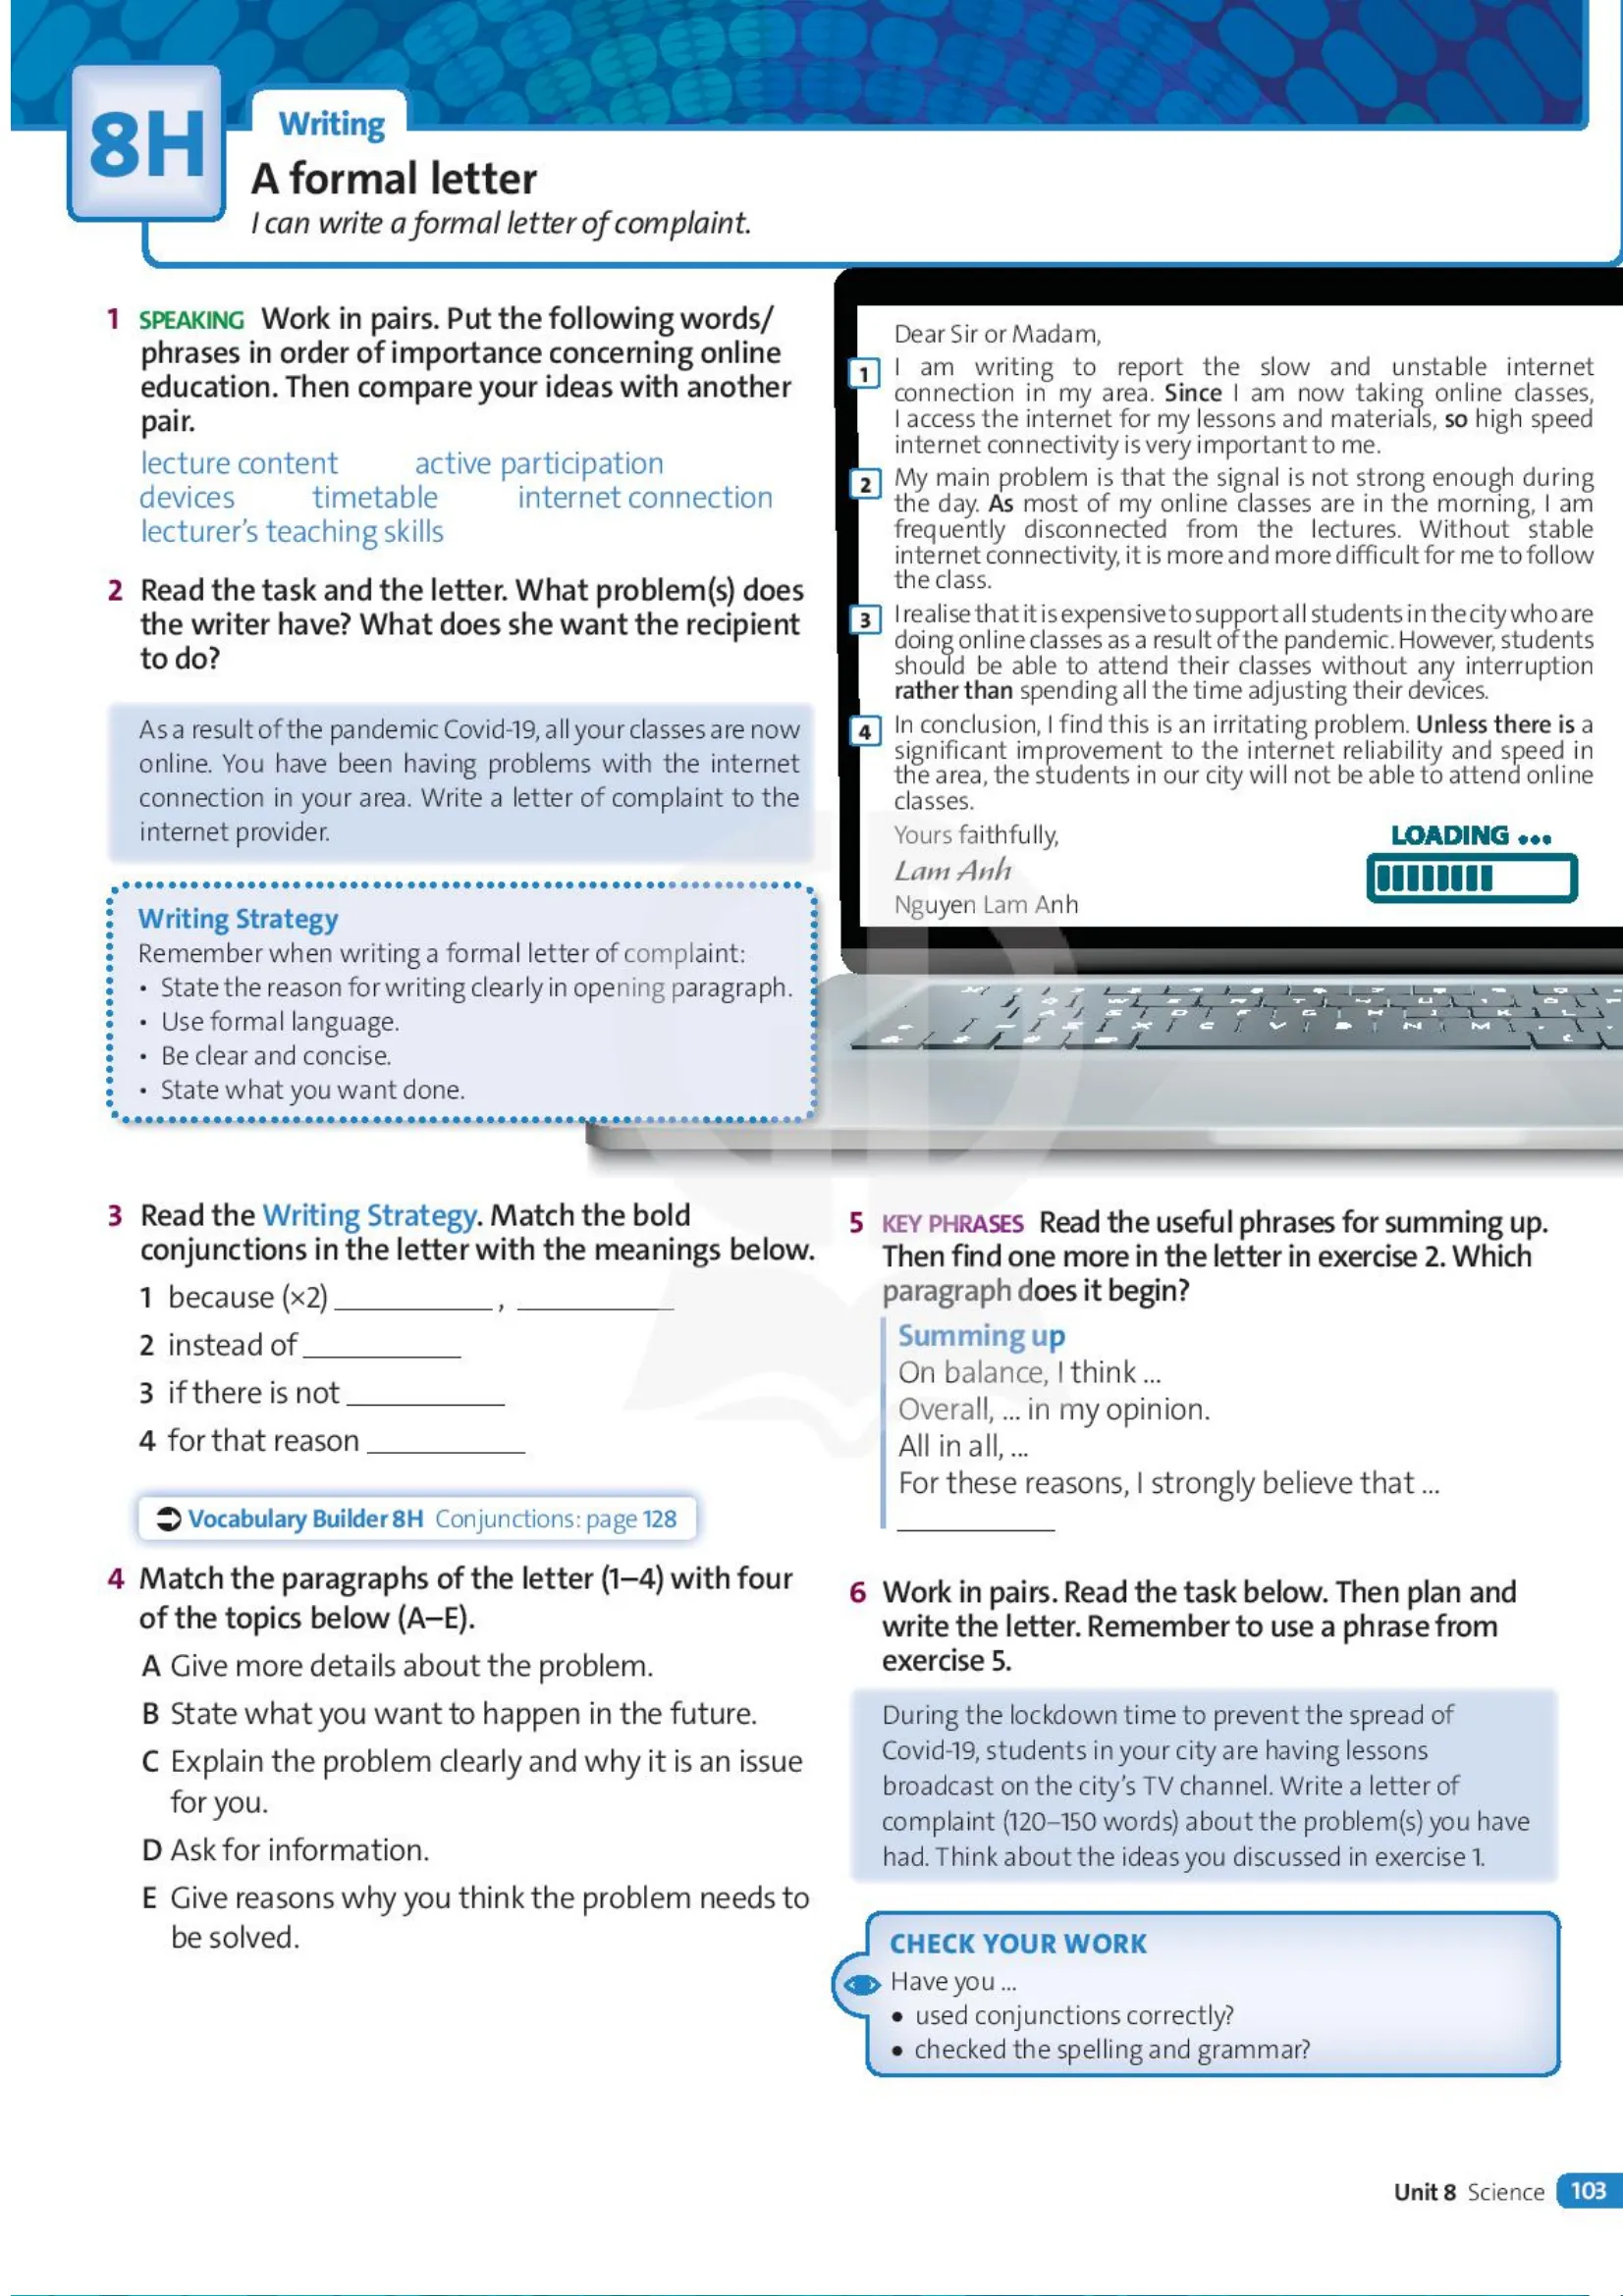 8H
Writing
A formal letter
I can write a formal letter of complaint.
1 SPEAKING Work in pairs. Put the following words/
phrases in order of importance concerning online
education. Then compare your ideas with another
pair.
lecture content active participation
devices timetable internet connection
lecturer's teaching skills
2 Read the task and the letter. What problem(s) does
the writer have? What does she want the recipient
to do?
As a result of the pandemic Covid-19, all your classes are now
online. You have been having problems with the internet
connection in your area. Write a letter of complaint to the
internet provider.
Writing Strategy
Remember when writing a formal letter of complaint:
• State the reason for writing clearly in opening paragraph.
• Use formal language.
• Be clear and concise.
• State what you want done.
Dear Sir or Madam,
1 I am writing to report the slow and unstable internet
connection in my area. Since I am now taking online classes,
I access the internet for my lessons and materials, so high speed
internet connectivity is very important to me.
2 My main problem is that the signal is not strong enough during
the day. As most of my online classes are in the morning, I am
frequently disconnected from the lectures. Without stable
internet connectivity, it is more and more difficult for me to follow
the class.
3 I realise that it is expensive to support all students in the city who are
doing online classes as a result of the pandemic. However, students
should be able to attend their classes without any interruption
rather than spending all the time adjusting their devices.
4 In conclusion, I find this is an irritating problem. Unless there is a
significant improvement to the internet reliability and speed in
the area, the students in our city will not be able to attend online
classes.
Yours faithfully,
Lam Anh
Nguyen Lam Anh
LOADING ...
3 Read the Writing Strategy. Match the bold
conjunctions in the letter with the meanings below.
1 because (×2) ____________ , ____________
2 instead of ____________
3 if there is not ____________
4 for that reason ____________
Vocabulary Builder 8H Conjunctions: page 128
4 Match the paragraphs of the letter (1–4) with four
of the topics below (A–E).
A Give more details about the problem.
B State what you want to happen in the future.
C Explain the problem clearly and why it is an issue
for you.
D Ask for information.
E Give reasons why you think the problem needs to
be solved.
5 KEY PHRASES Read the useful phrases for summing up.
Then find one more in the letter in exercise 2. Which
paragraph does it begin?
Summing up
On balance, I think ...
Overall, ... in my opinion.
All in all, ...
For these reasons, I strongly believe that ...
____________
6 Work in pairs. Read the task below. Then plan and
write the letter. Remember to use a phrase from
exercise 5.
During the lockdown time to prevent the spread of
Covid-19, students in your city are having lessons
broadcast on the city's TV channel. Write a letter of
complaint (120–150 words) about the problem(s) you have
had. Think about the ideas you discussed in exercise 1.
CHECK YOUR WORK
Have you ...
• used conjunctions correctly?
• checked the spelling and grammar?
Unit 8 Science 103